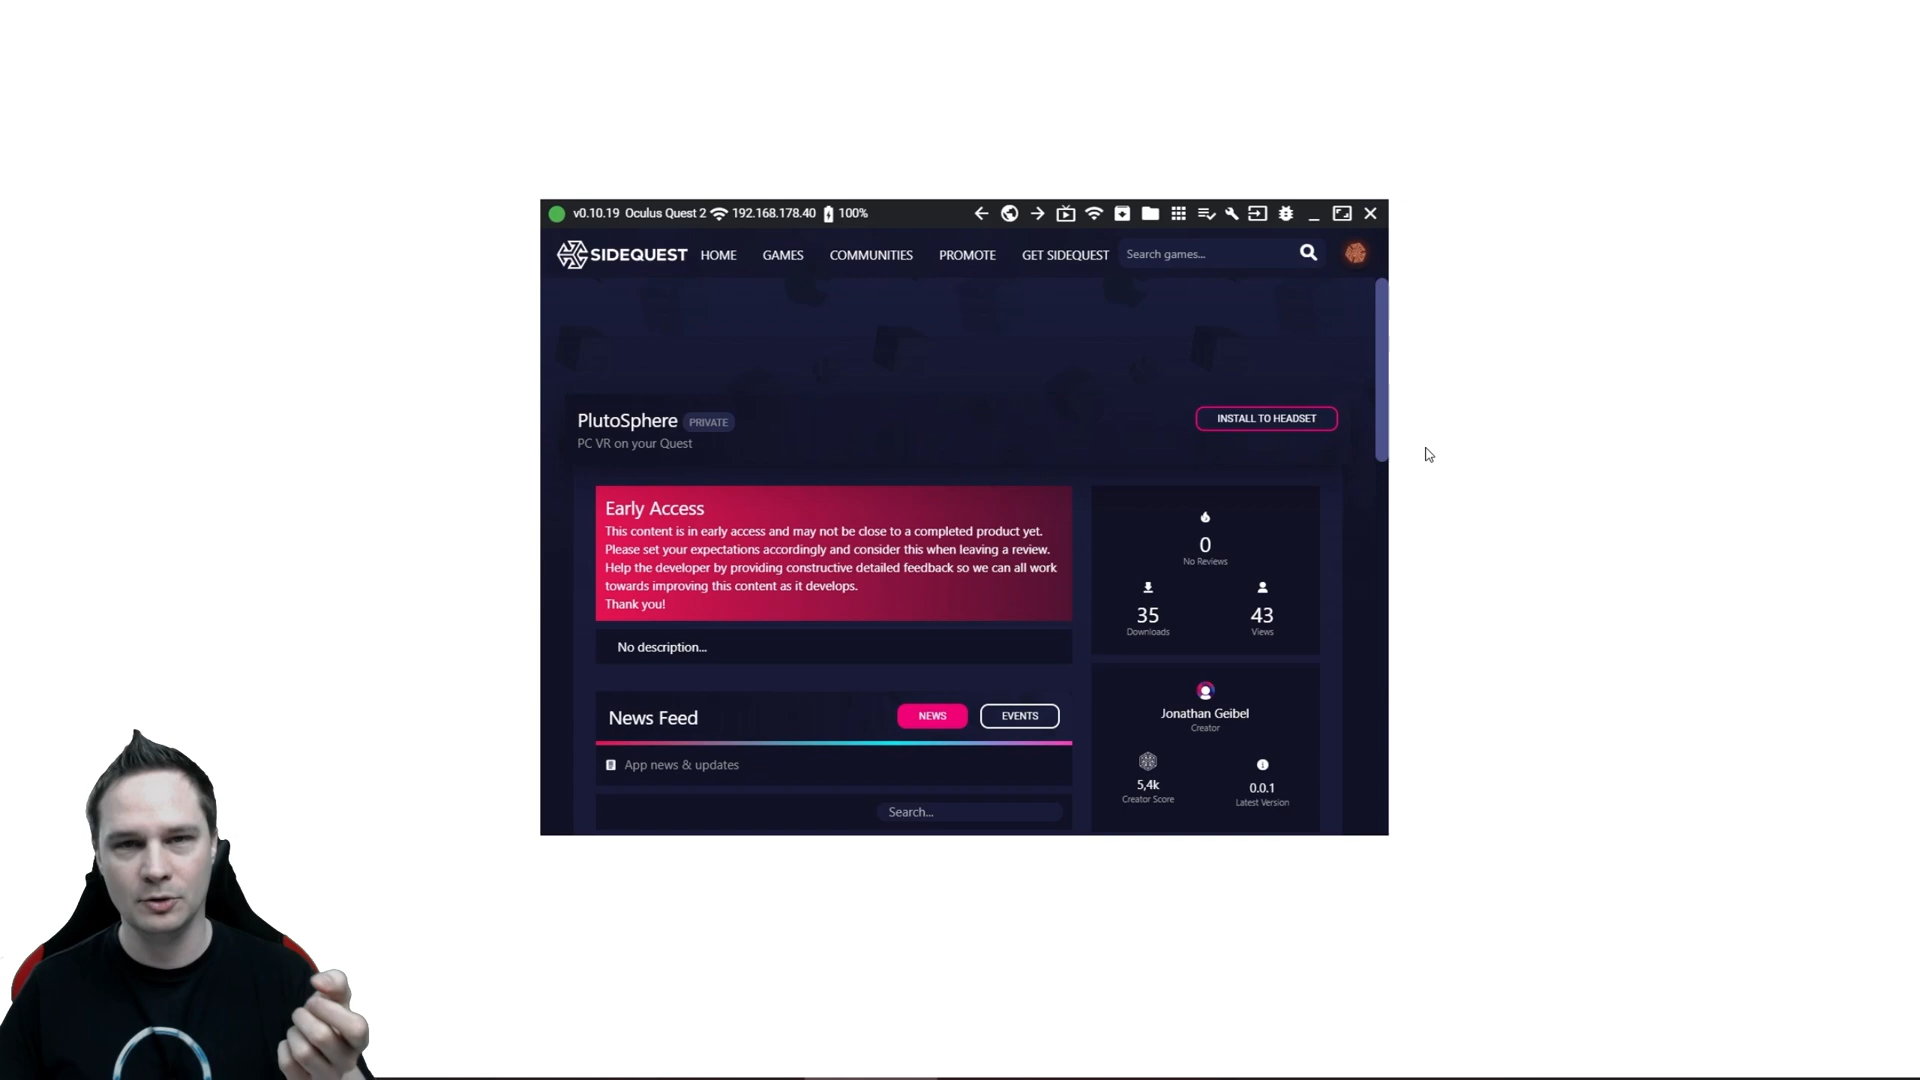 v0.10.19 Oculus Quest 2 192.168.178.40 100%
SIDEQUEST HOME GAMES COMMUNITIES PROMOTE GET SIDEQUEST Search games...
PlutoSphere PRIVATE
INSTALL TO HEADSET
PC VR on your Quest
Early Access
This content is in early access and may not be close to a completed product yet.
Please set your expectations accordingly and consider this when leaving a review.
Help the developer by providing constructive detailed feedback so we can all work
towards improving this content as it develops.
Thank you!
0
No Reviews
35
Downloads
43
Views
No description...
News Feed NEWS EVENTS
App news & updates
Search...
Jonathan Geibel
Creator
5,4k
Creator Score
0.0.1
Latest Version